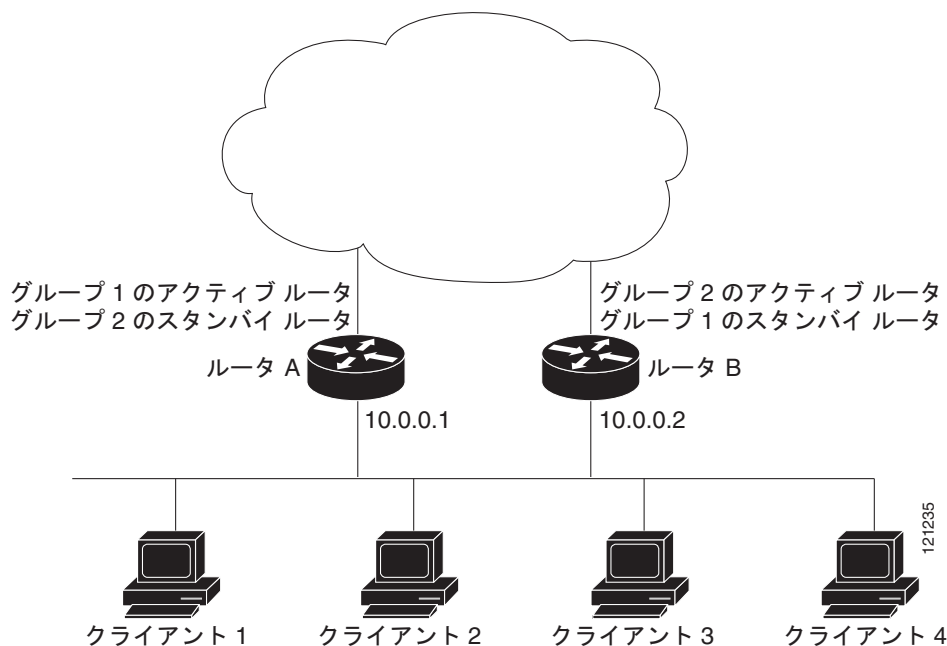 グループ 1 のアクティブ ルータ
グループ 2 のスタンバイ ルータ
グループ 2 のアクティブ ルータ
グループ 1 のスタンバイ ルータ
ルータ A
ルータ B
10.0.0.1
10.0.0.2
121235
クライアント 1
クライアント 2
クライアント 3
クライアント 4